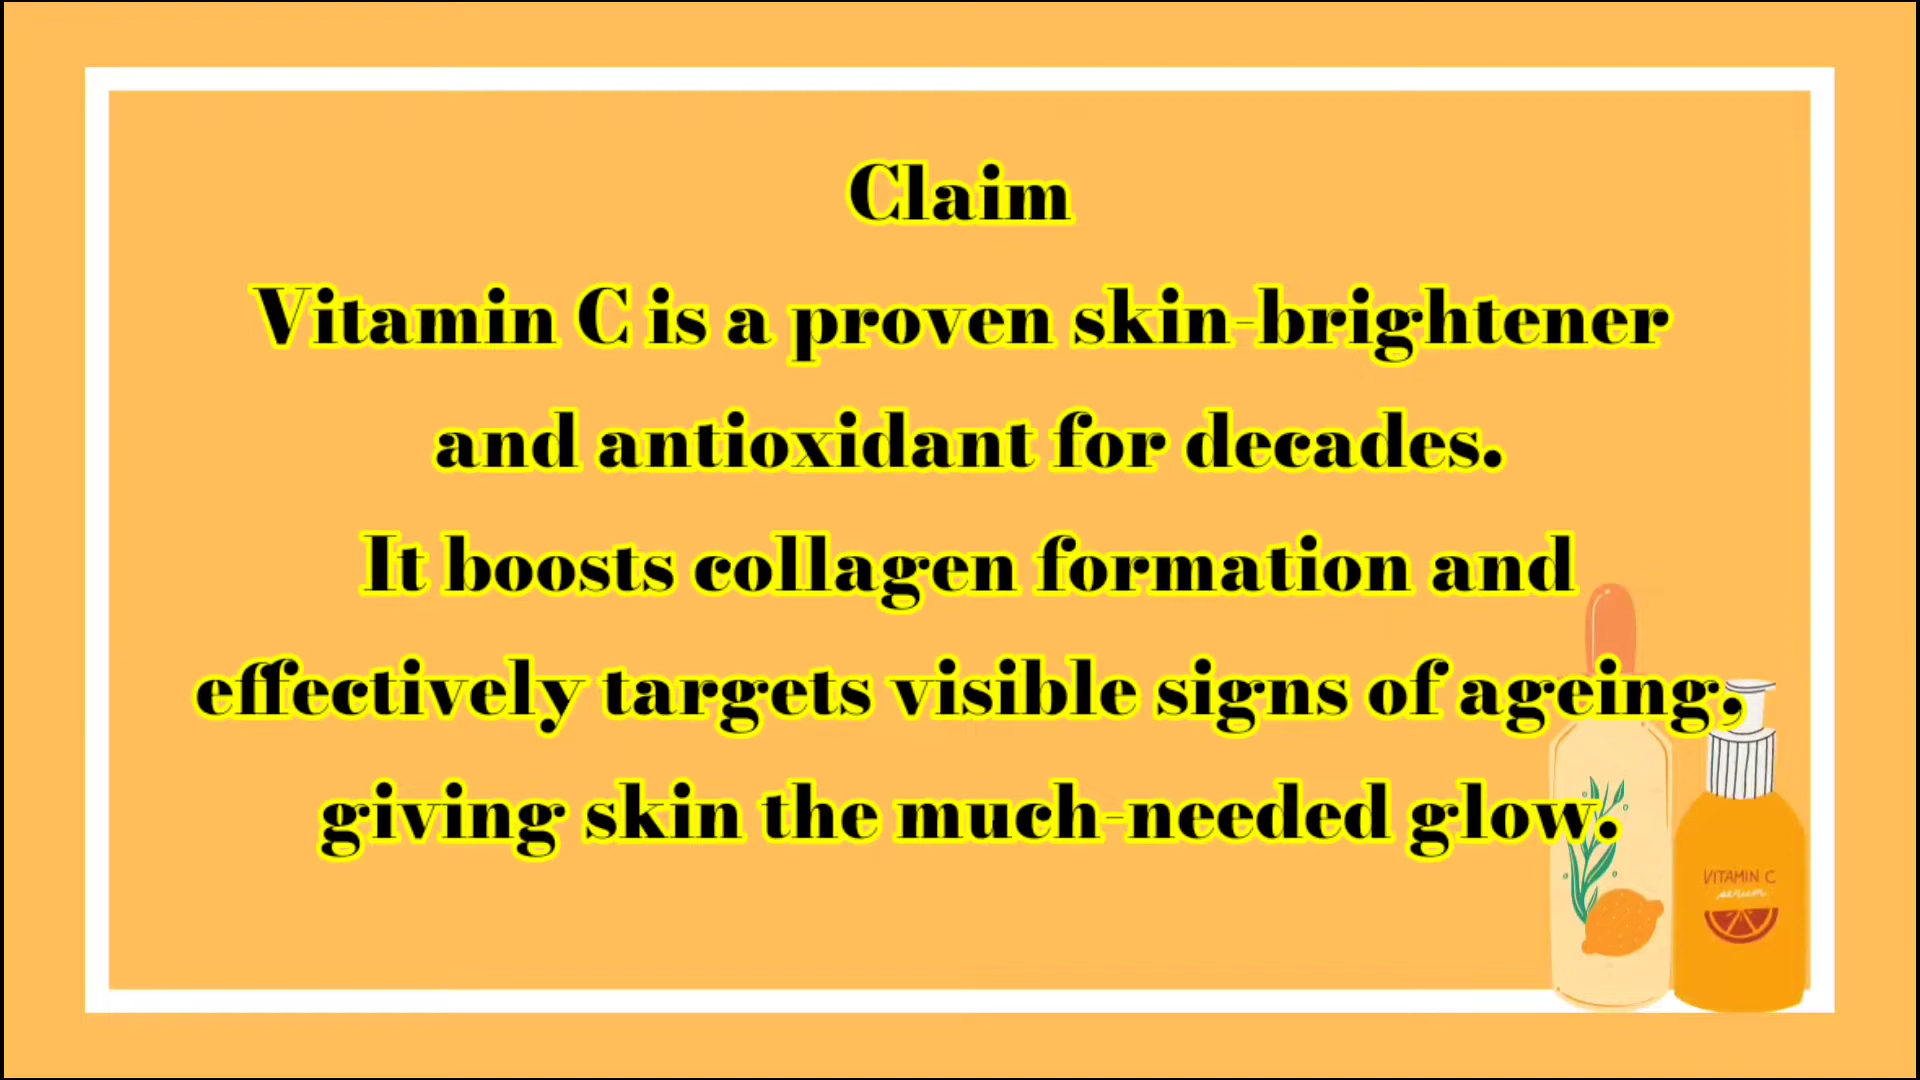 Claim
Vitamin C is a proven skin-brightener
and antioxidant for decades.
It boosts collagen formation and
effectively targets visible signs of ageing,
giving skin the much-needed glow.
VITAMIN C
serum